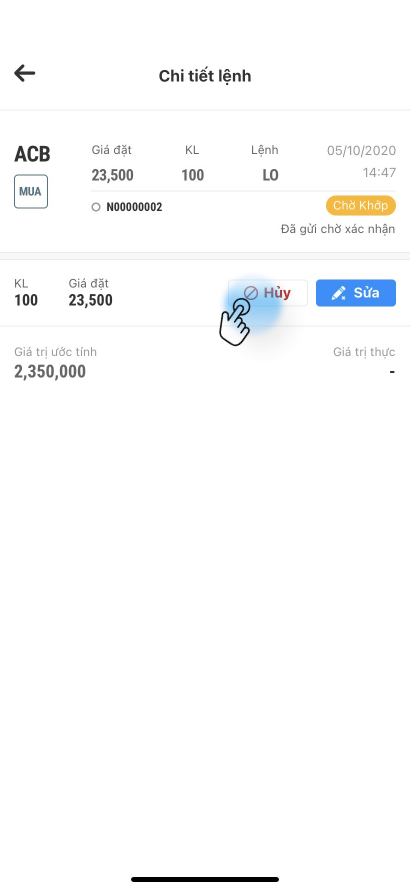 Chi tiết lệnh
ACB
Giá đặt KL Lệnh 05/10/2020
23,500 100 LO 14:47
MUA
N00000002 Chờ Khớp
Đã gửi chờ xác nhận
KL Giá đặt
100 23,500 Hủy Sửa
Giá trị ước tính Giá trị thực
2,350,000 -